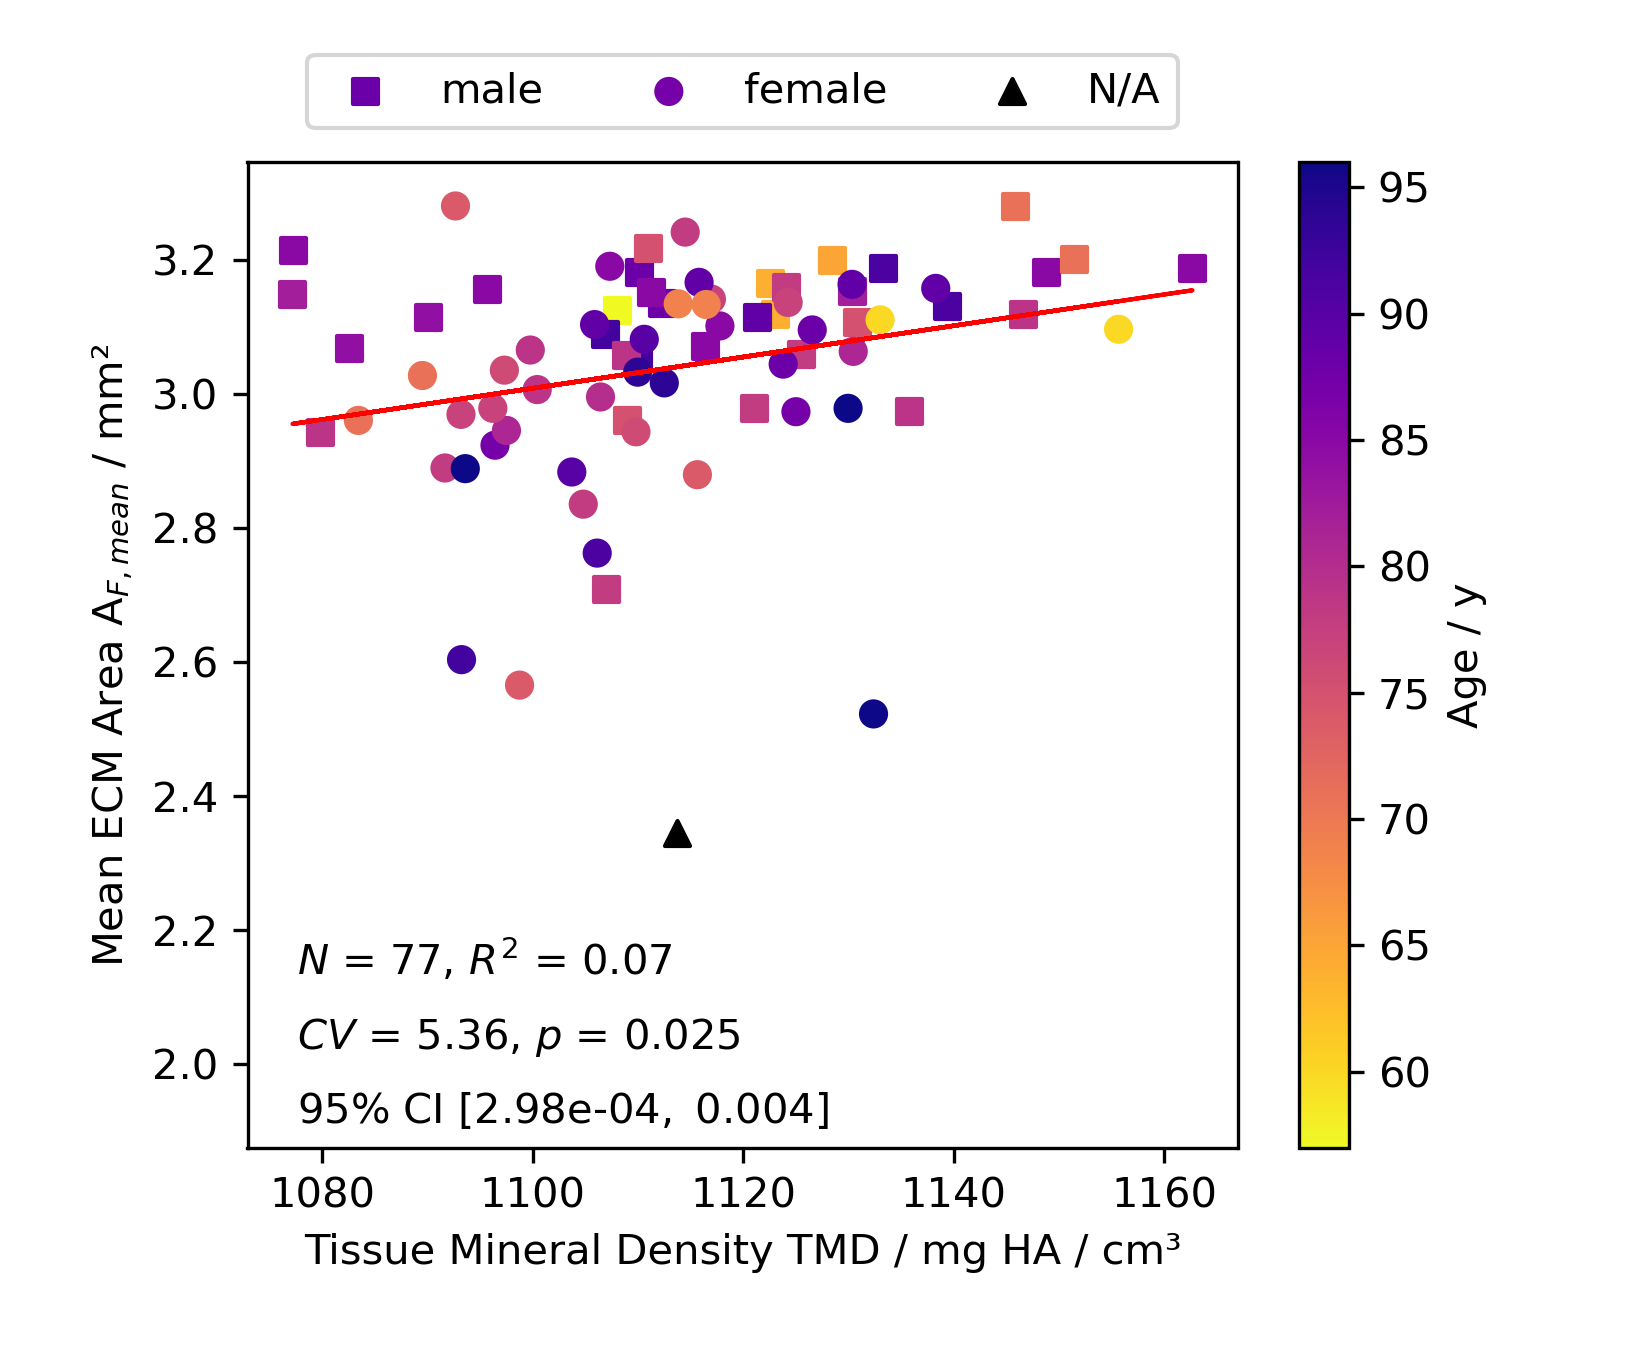 male female N/A
3.2
3.0
2.8
2.6
2.4
2.2
2.0
Mean ECM Area A_{F,mean} / mm²
N = 77, R² = 0.07
CV = 5.36, p = 0.025
95% CI [2.98e-04, 0.004]
1080 1100 1120 1140 1160
Tissue Mineral Density TMD / mg HA / cm³
95
90
85
80
75
70
65
60
Age / y